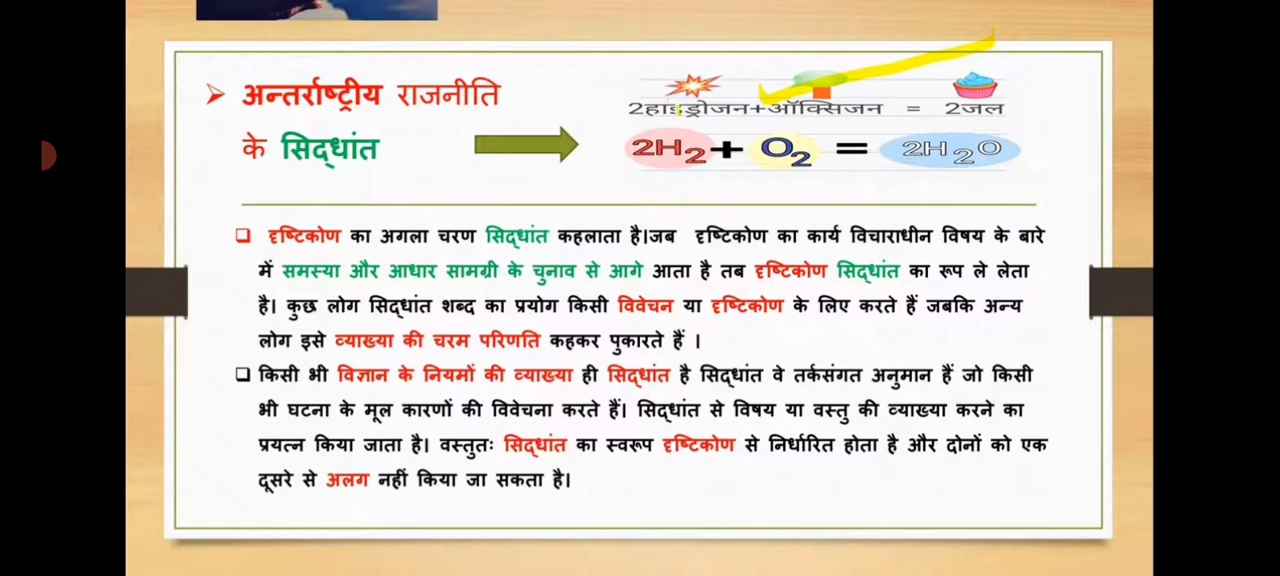 ➢ अन्तर्राष्ट्रीय राजनीति
के सिद्धांत
2हाइड्रोजन+ऑक्सिजन = 2जल
2H₂ + O₂ = 2H₂O
❑ दृष्टिकोण का अगला चरण सिद्धांत कहलाता है।जब दृष्टिकोण का कार्य विचाराधीन विषय के बारे
में समस्या और आधार सामग्री के चुनाव से आगे आता है तब दृष्टिकोण सिद्धांत का रूप ले लेता
है। कुछ लोग सिद्धांत शब्द का प्रयोग किसी विवेचन या दृष्टिकोण के लिए करते हैं जबकि अन्य
लोग इसे व्याख्या की चरम परिणति कहकर पुकारते हैं ।
❑ किसी भी विज्ञान के नियमों की व्याख्या ही सिद्धांत है सिद्धांत वे तर्कसंगत अनुमान हैं जो किसी
भी घटना के मूल कारणों की विवेचना करते हैं। सिद्धांत से विषय या वस्तु की व्याख्या करने का
प्रयत्न किया जाता है। वस्तुतः सिद्धांत का स्वरूप दृष्टिकोण से निर्धारित होता है और दोनों को एक
दूसरे से अलग नहीं किया जा सकता है।